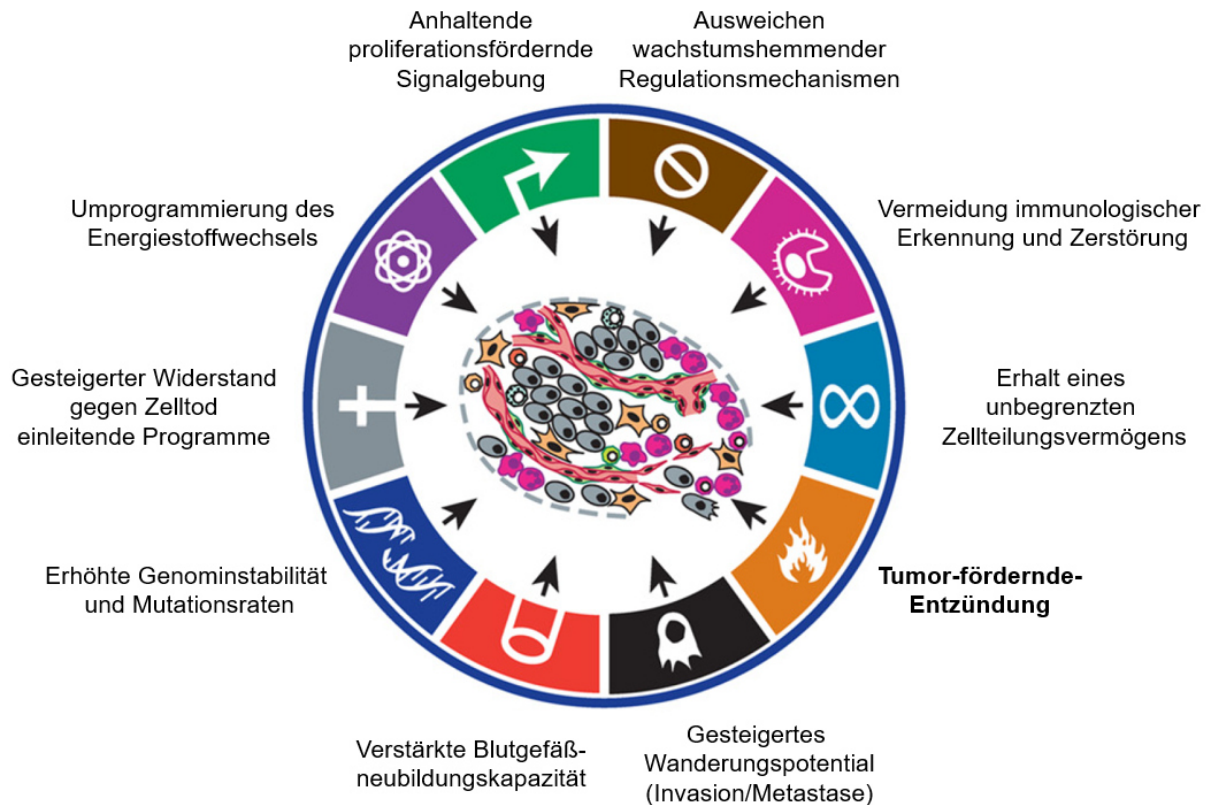 Anhaltende
proliferationsfördernde
Signalgebung
Ausweichen
wachstumshemmender
Regulationsmechanismen
Umprogrammierung des
Energiestoffwechsels
Vermeidung immunologischer
Erkennung und Zerstörung
Gesteigerter Widerstand
gegen Zelltod
einleitende Programme
Erhalt eines
unbegrenzten
Zellteilungsvermögens
Erhöhte Genominstabilität
und Mutationsraten
Tumor-fördernde-
Entzündung
Verstärkte Blutgefäß-
neubildungskapazität
Gesteigertes
Wanderungspotential
(Invasion/Metastase)